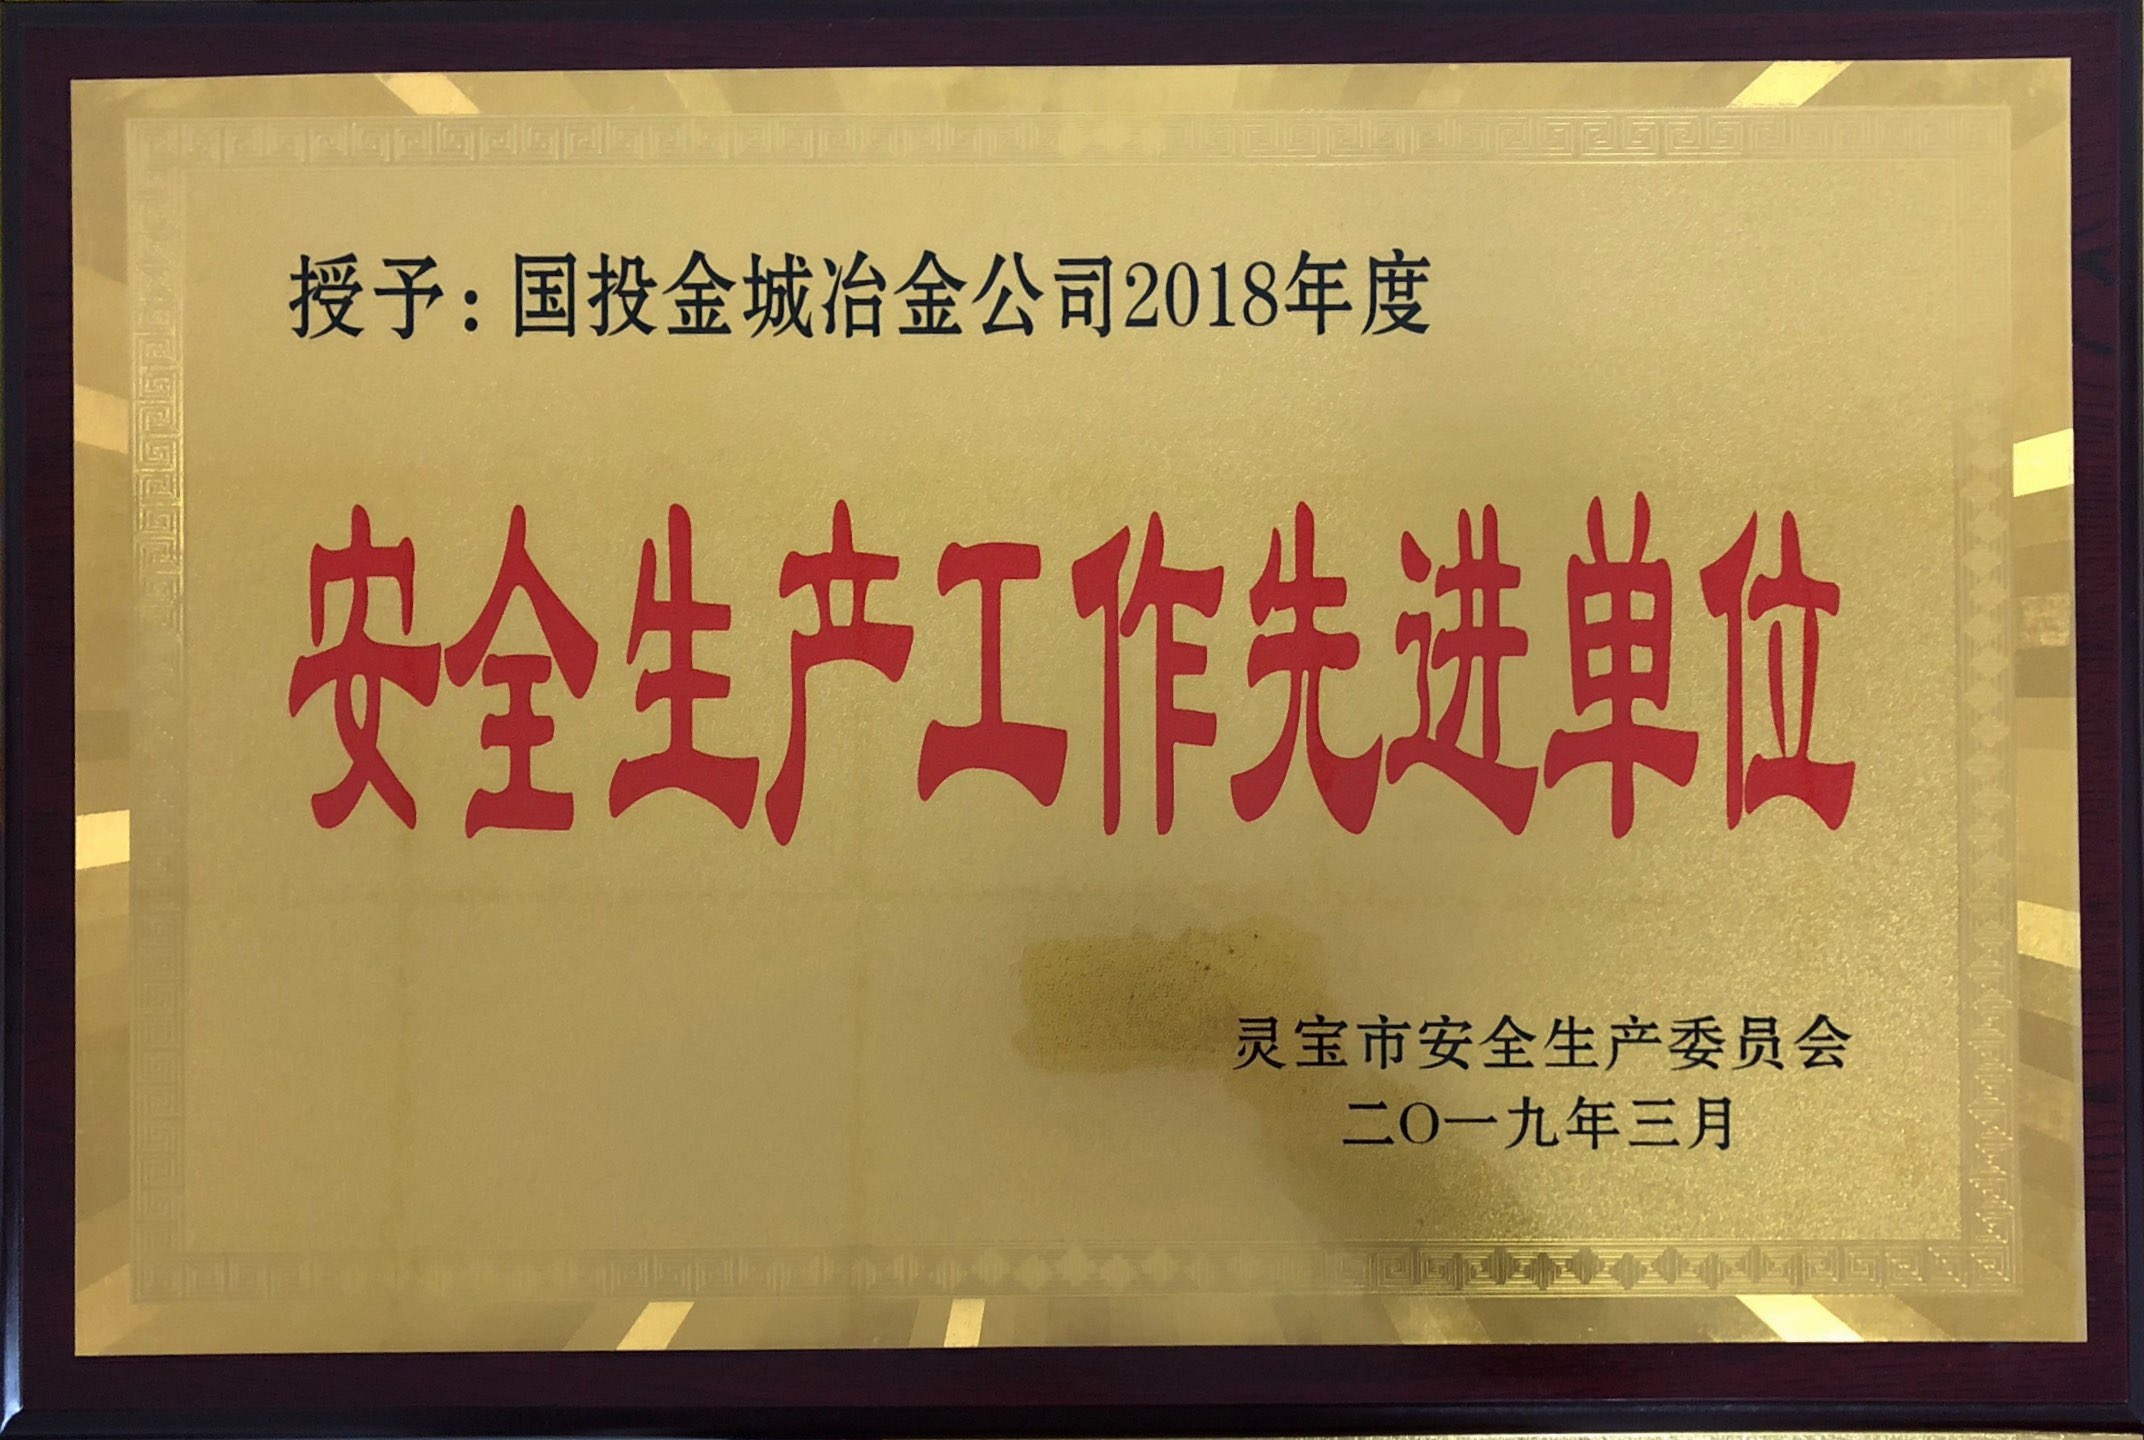 授予：国投金城冶金公司2018年度
安全生产工作先进单位
灵宝市安全生产委员会
二〇一九年三月